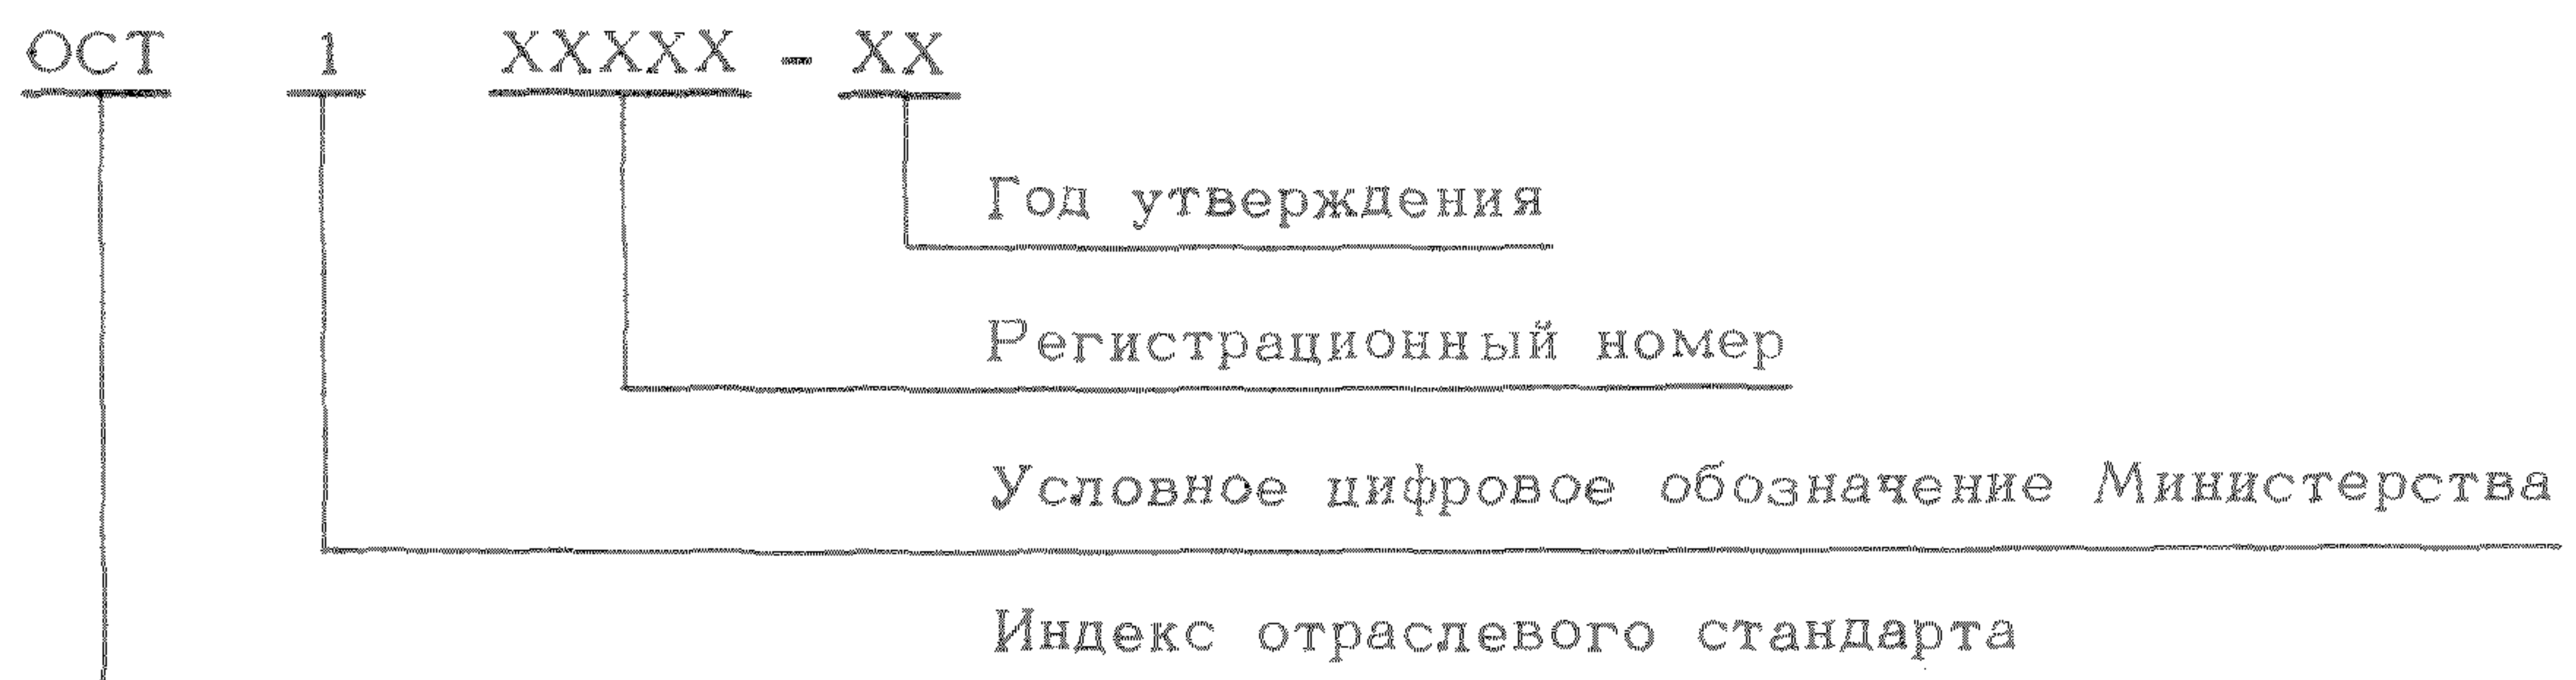 ОСТ 1 ХХХХХ - ХХ
Год утверждения
Регистрационный номер
Условное цифровое обозначение Министерства
Индекс отраслевого стандарта